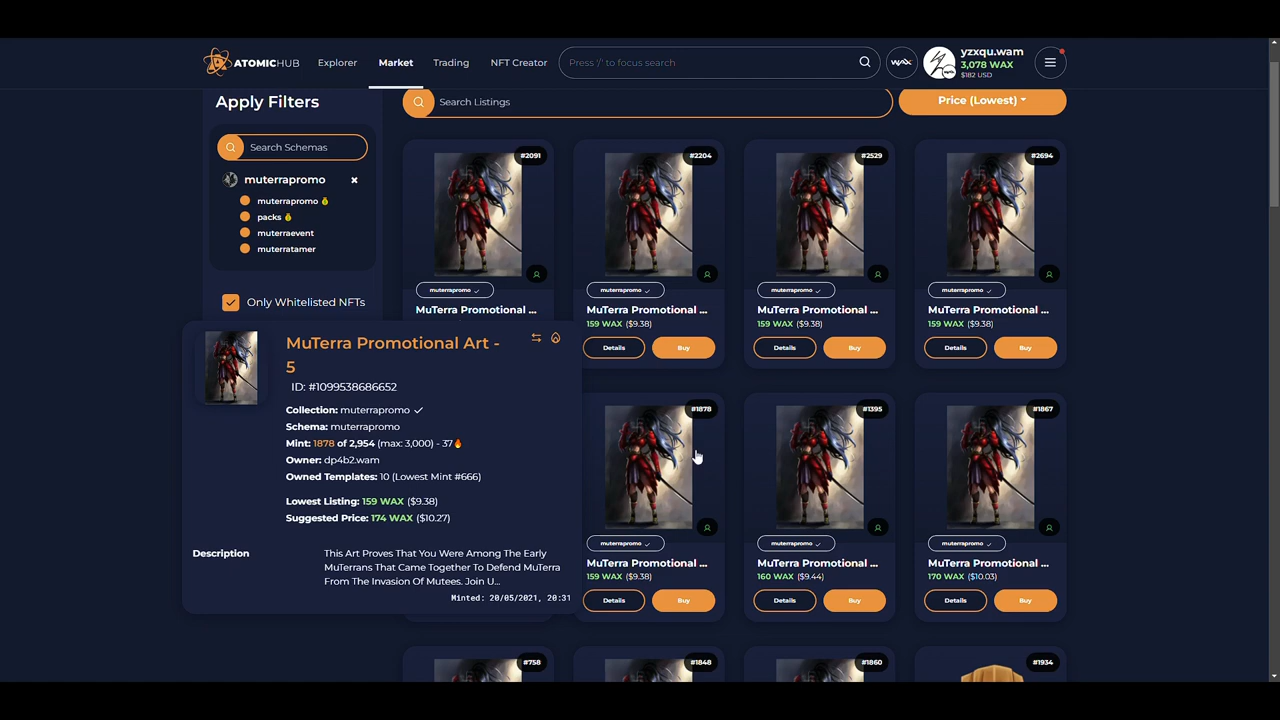 ATOMICHUB
Explorer
Market
Trading
NFT Creator
Press '/' to focus search
WAX
yzxqu.wam
3,078 WAX
$182 USD
Apply Filters
Search Listings
Price (Lowest)
Search Schemas
muterrapromo
muterrapromo
packs
muterraevent
muterratamer
Only Whitelisted NFTs
#2091
#2204
#2529
#2694
muterrapromo
muterrapromo
muterrapromo
muterrapromo
MuTerra Promotional ...
MuTerra Promotional ...
MuTerra Promotional ...
MuTerra Promotional ...
159 WAX ($9.38)
159 WAX ($9.38)
159 WAX ($9.38)
Details
Buy
Details
Buy
Details
Buy
MuTerra Promotional Art -
5
ID: #1099538686652
Collection: muterrapromo
Schema: muterrapromo
Mint: 1878 of 2,954 (max: 3,000) - 37
Owner: dp4b2.wam
Owned Templates: 10 (Lowest Mint #666)
Lowest Listing: 159 WAX ($9.38)
Suggested Price: 174 WAX ($10.27)
Description
This Art Proves That You Were Among The Early
MuTerrans That Came Together To Defend MuTerra
From The Invasion Of Mutees. Join U...
Minted: 20/05/2021, 20:31
#1878
#1395
#1867
muterrapromo
muterrapromo
muterrapromo
MuTerra Promotional ...
MuTerra Promotional ...
MuTerra Promotional ...
159 WAX ($9.38)
160 WAX ($9.44)
170 WAX ($10.03)
Details
Buy
Details
Buy
Details
Buy
#758
#1848
#1860
#1934